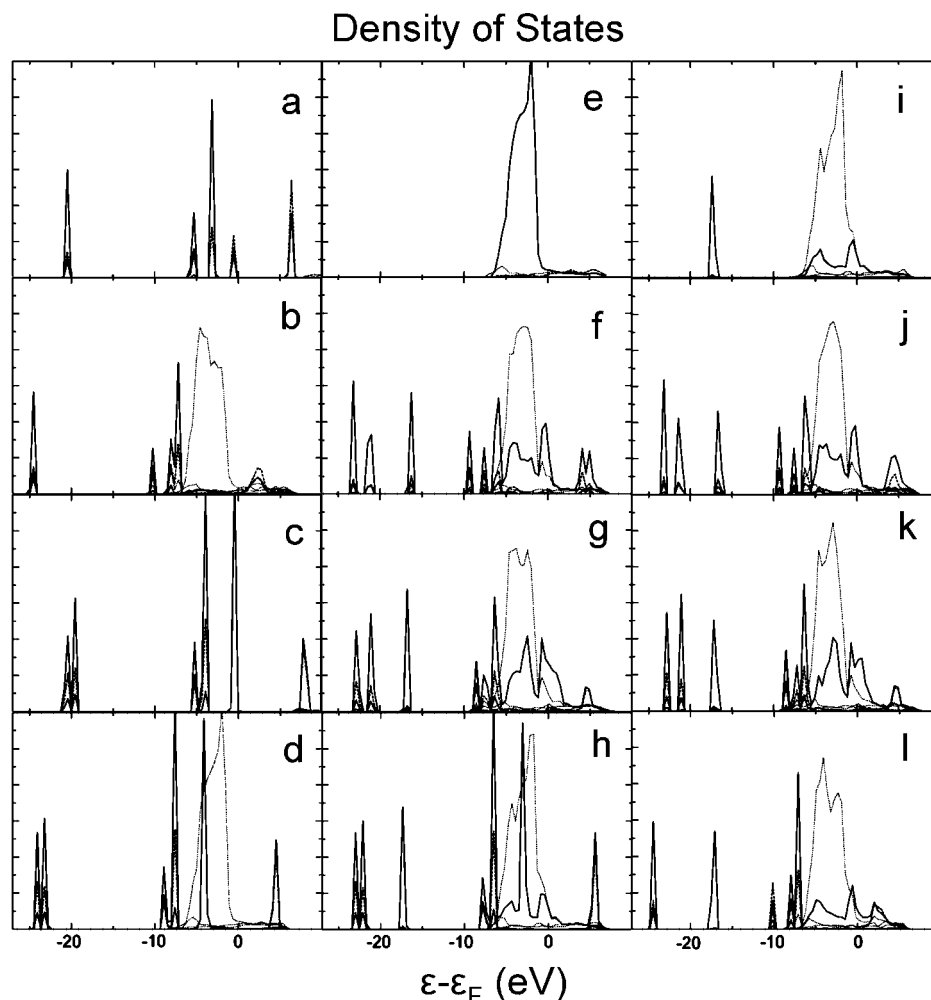 Density of States
a e i
b f j
c g k
d h l
-20 -10 0 -20 -10 0 -20 -10 0
ε-ε_F (eV)